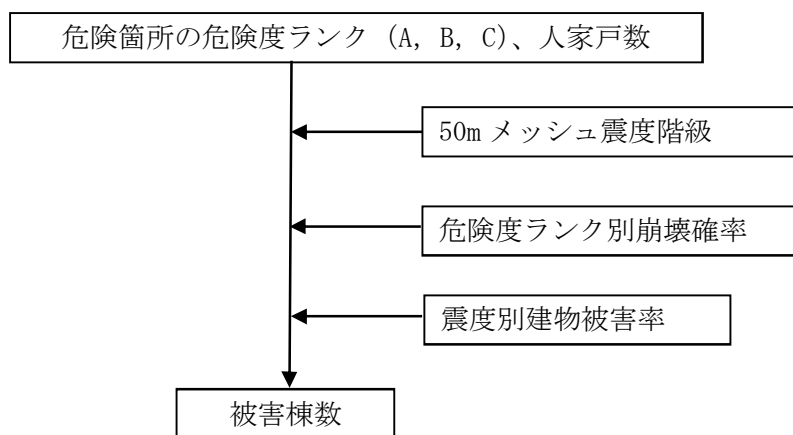 危険箇所の危険度ランク（A, B, C）、人家戸数
50m メッシュ震度階級
危険度ランク別崩壊確率
震度別建物被害率
被害棟数